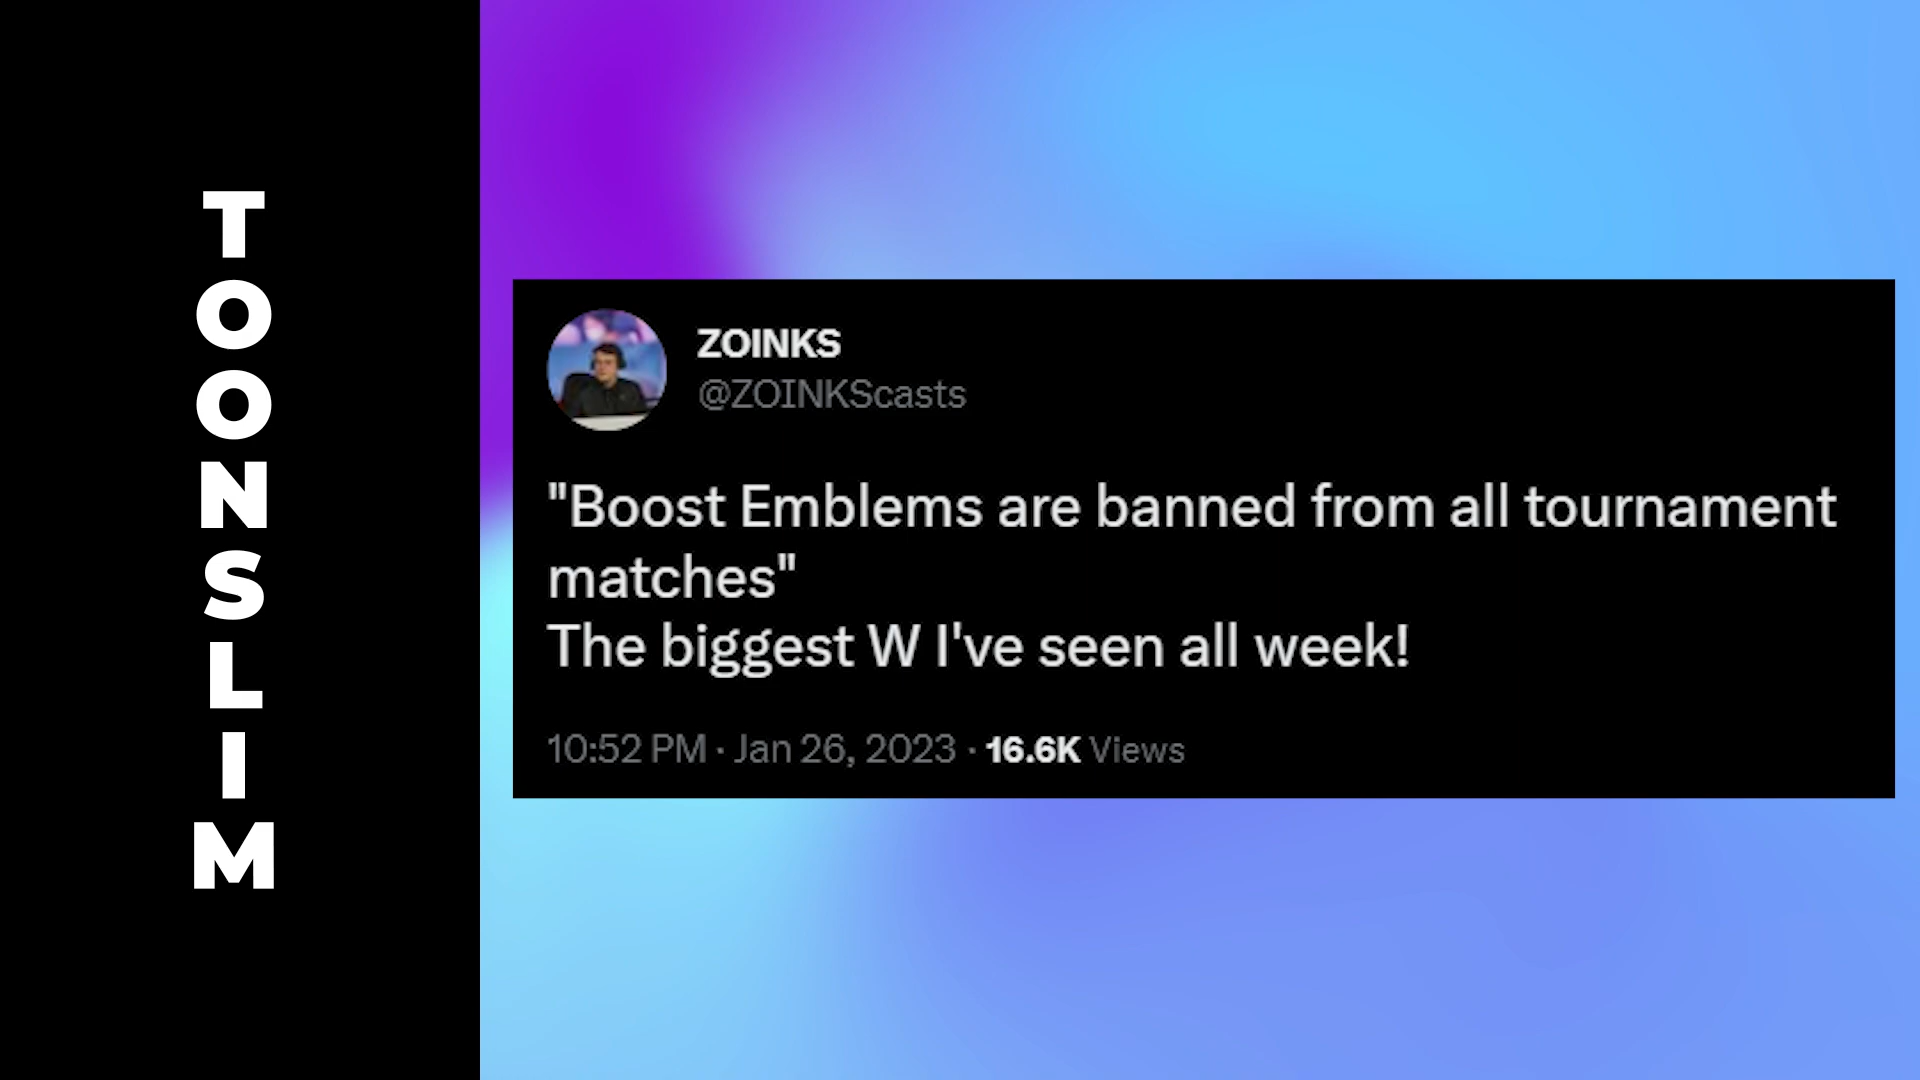 TOONSLIM
ZOINKS
@ZOINKScasts
"Boost Emblems are banned from all tournament
matches"
The biggest W I've seen all week!
10:52 PM · Jan 26, 2023 · 16.6K Views